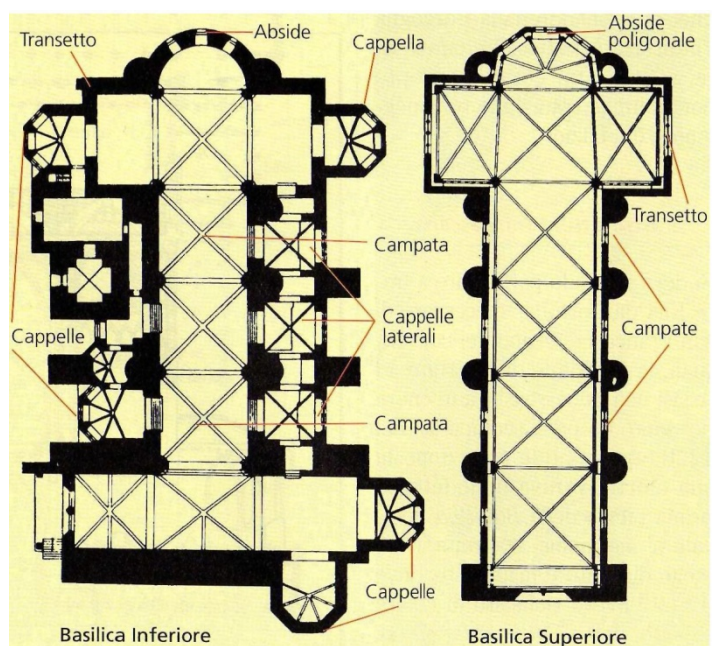 Transetto
Abside
Cappella
Campata
Cappelle
laterali
Cappelle
Campata
Cappelle
Basilica Inferiore
Abside
poligonale
Transetto
Campate
Basilica Superiore